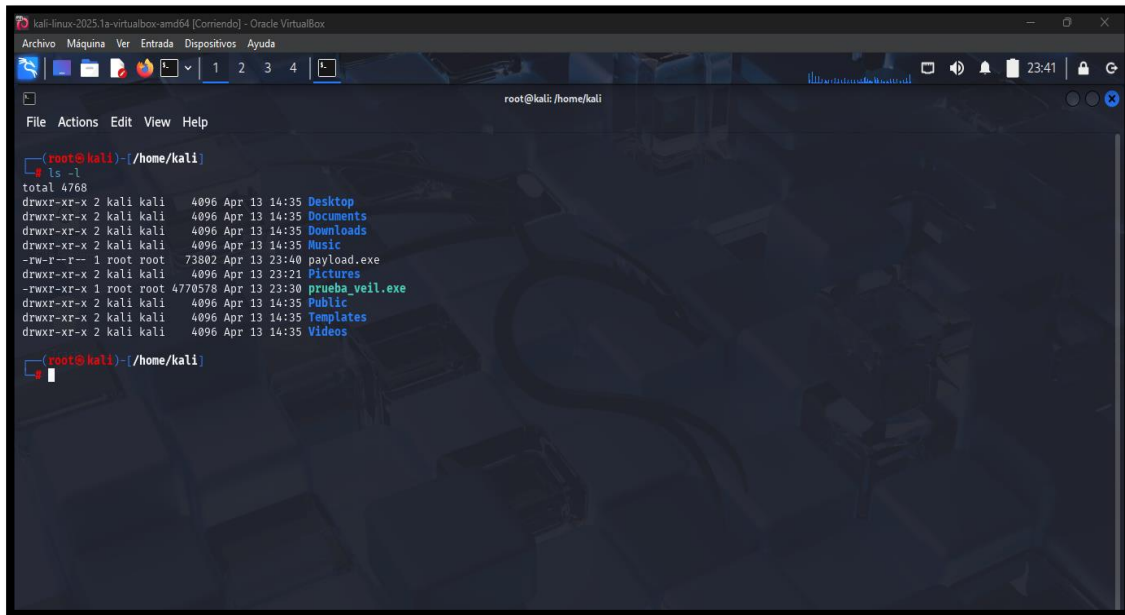 kali-linux-2025.1a-virtualbox-amd64 [Corriendo] - Oracle VirtualBox
Archivo Máquina Ver Entrada Dispositivos Ayuda
1 2 3 4 23:41
root@kali: /home/kali
File Actions Edit View Help
┌──(root㉿kali)-[/home/kali]
└─# ls -l
total 4768
drwxr-xr-x 2 kali kali    4096 Apr 13 14:35 Desktop
drwxr-xr-x 2 kali kali    4096 Apr 13 14:35 Documents
drwxr-xr-x 2 kali kali    4096 Apr 13 14:35 Downloads
drwxr-xr-x 2 kali kali    4096 Apr 13 14:35 Music
-rw-r--r-- 1 root root   73802 Apr 13 23:40 payload.exe
drwxr-xr-x 2 kali kali    4096 Apr 13 23:21 Pictures
-rwxr-xr-x 1 root root 4770578 Apr 13 23:30 prueba_veil.exe
drwxr-xr-x 2 kali kali    4096 Apr 13 14:35 Public
drwxr-xr-x 2 kali kali    4096 Apr 13 14:35 Templates
drwxr-xr-x 2 kali kali    4096 Apr 13 14:35 Videos
┌──(root㉿kali)-[/home/kali]
└─#